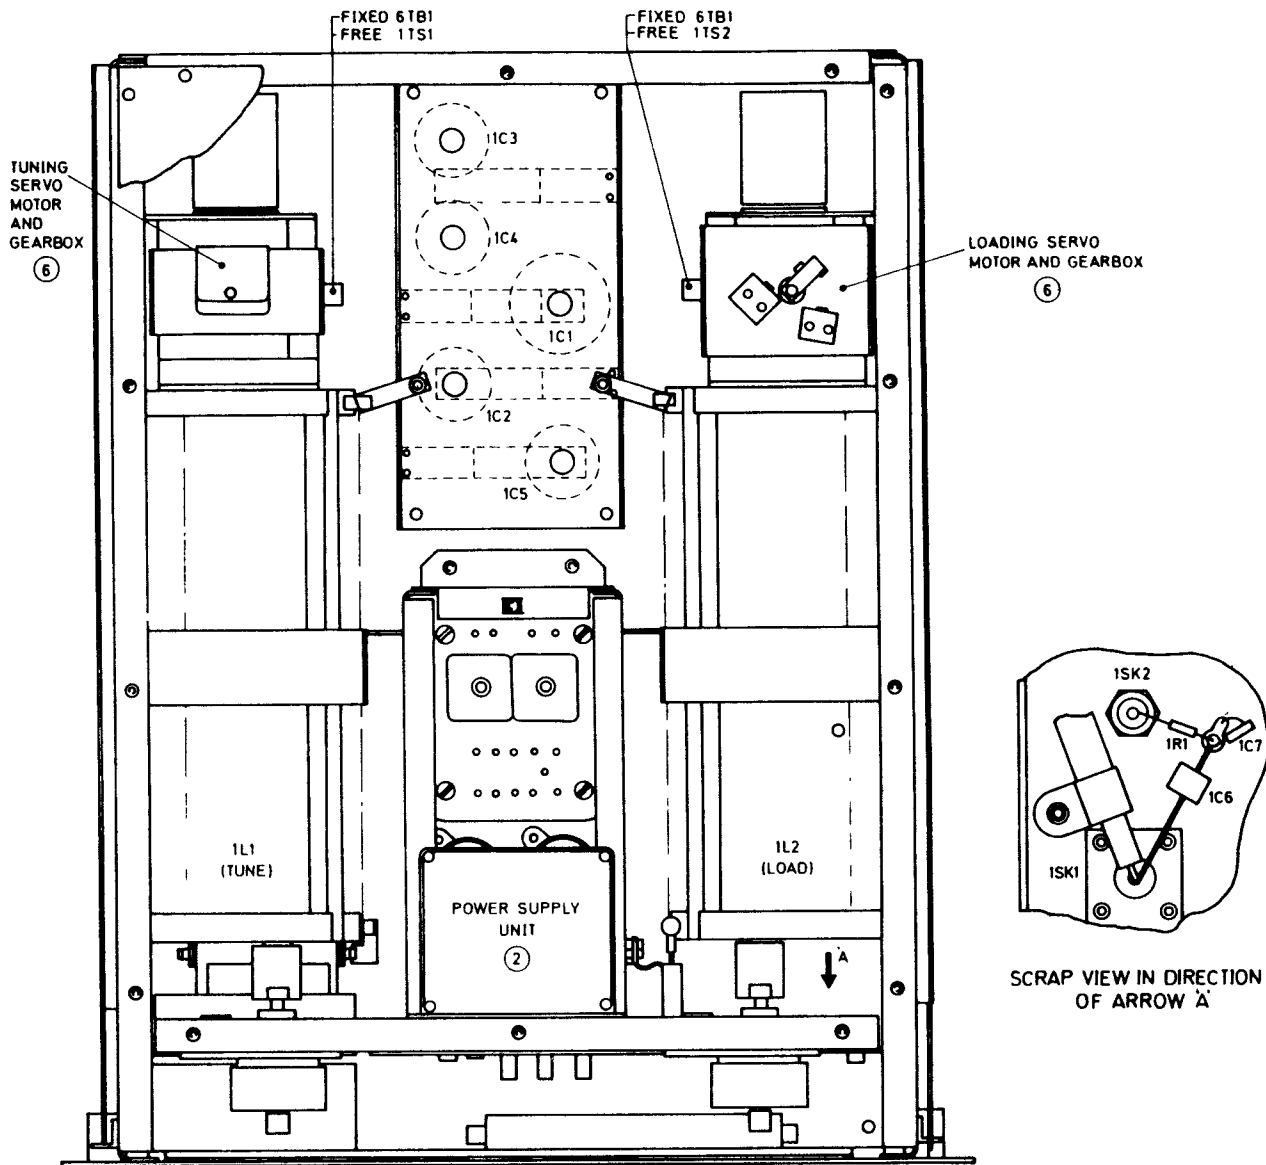 FIXED 6TB1
FREE 1TS1
FIXED 6TB1
FREE 1TS2
1C3
TUNING
SERVO
MOTOR
AND
GEARBOX
6
1C4
LOADING SERVO
MOTOR AND GEARBOX
6
1C1
1C2
1C5
1SK2
1R1
1C7
1C6
1SK1
1L1
(TUNE)
1L2
(LOAD)
POWER SUPPLY
UNIT
2
'A'
SCRAP VIEW IN DIRECTION
OF ARROW 'A'